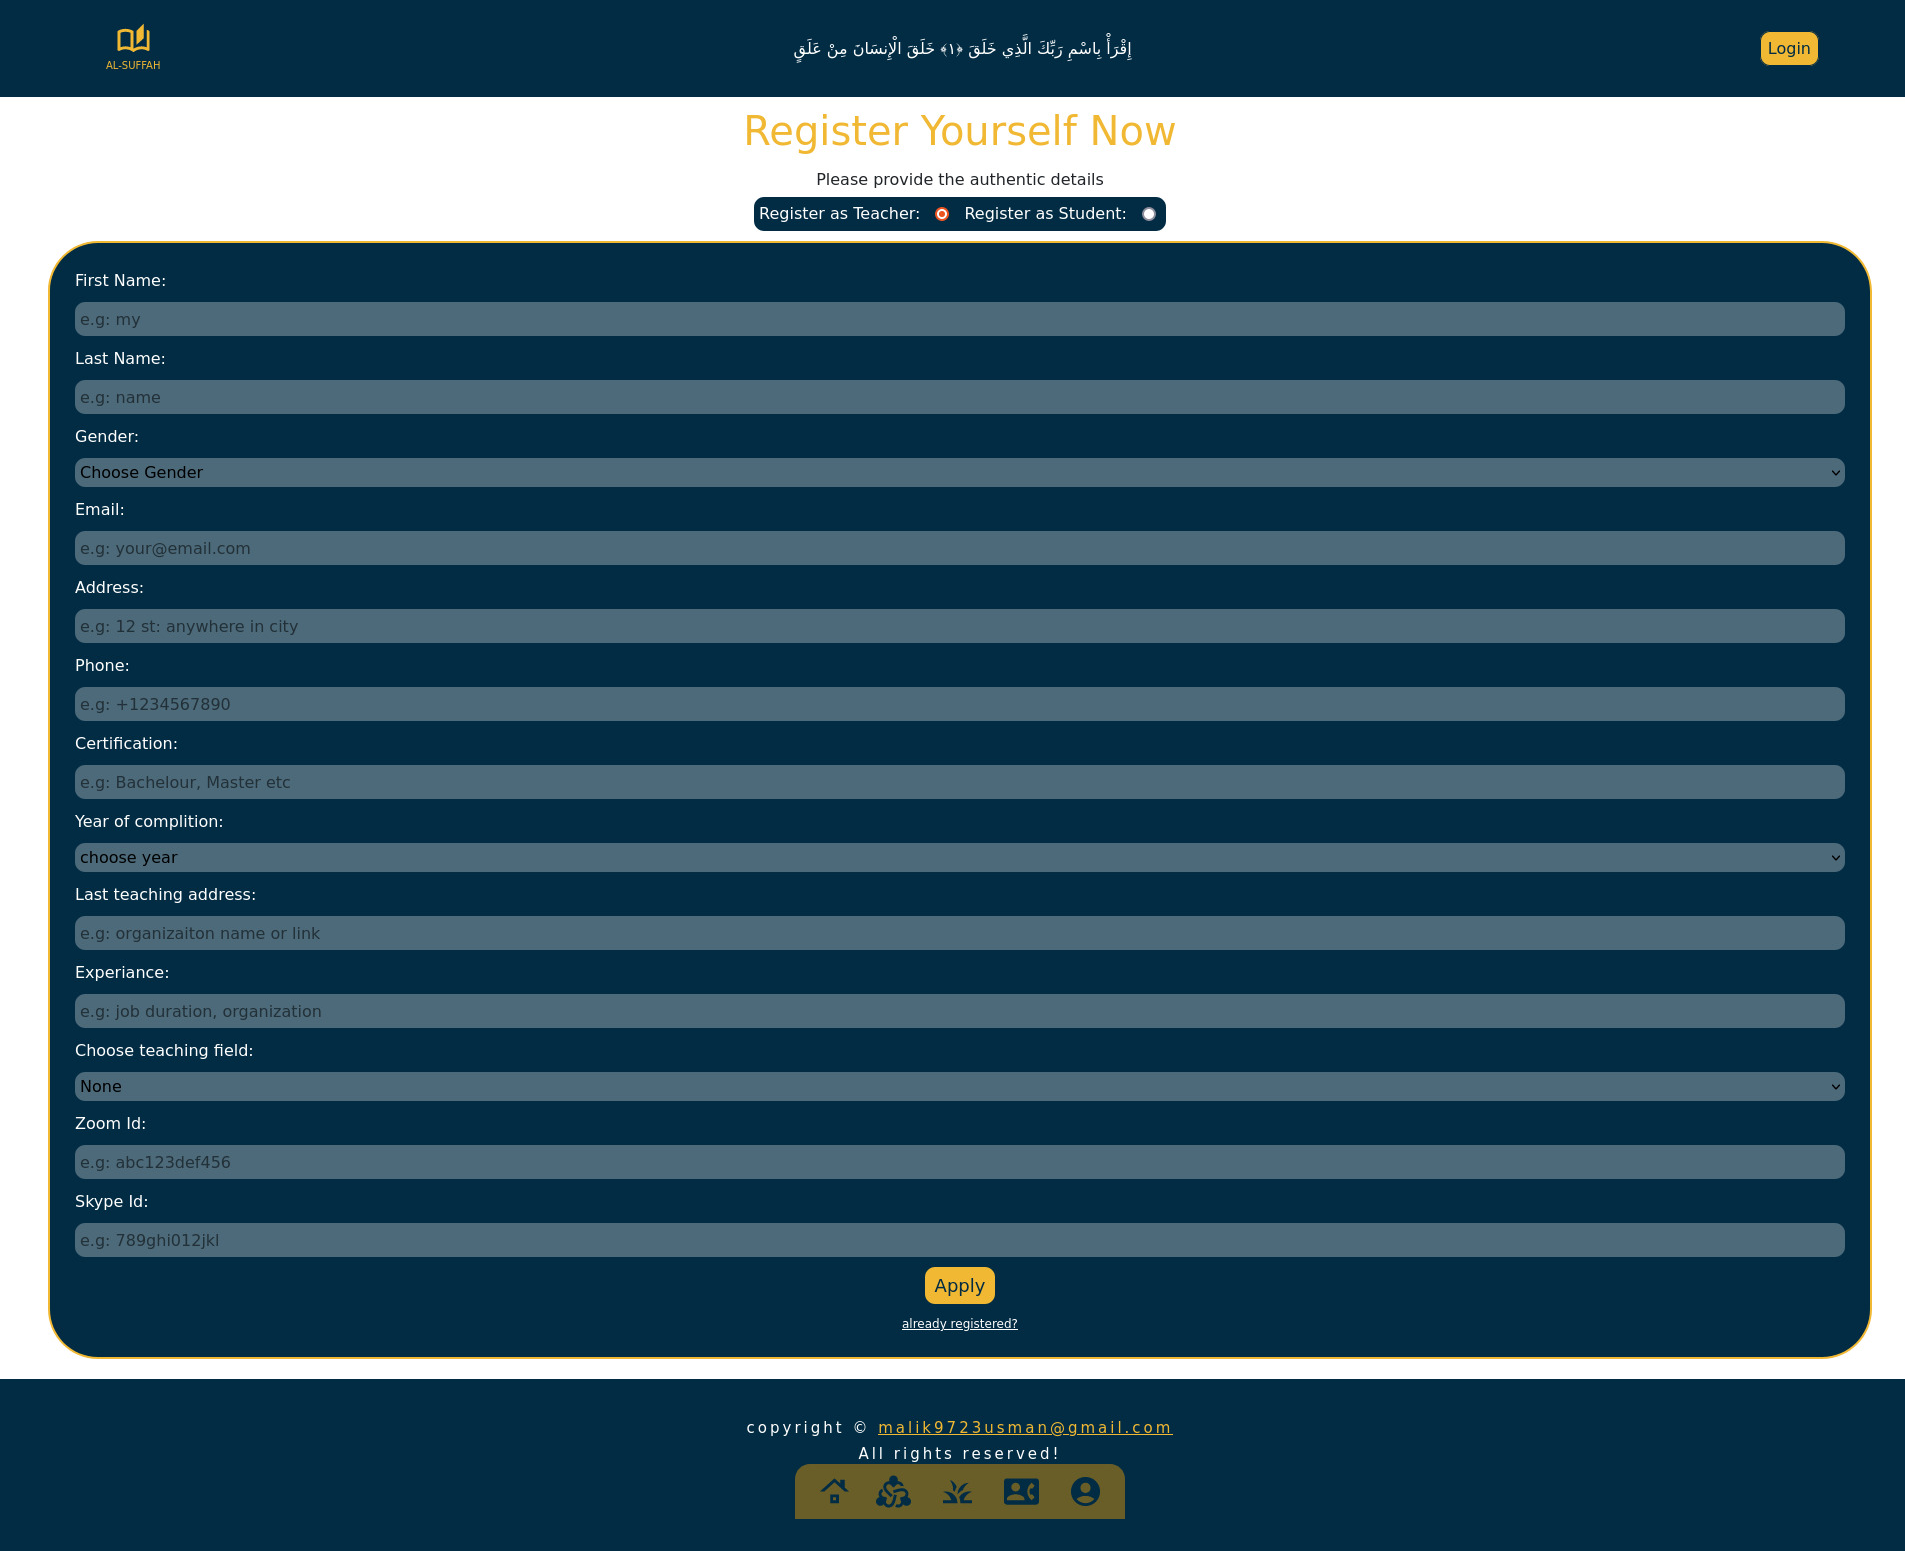 AL-SUFFAH
إِقْرَأْ بِاسْمِ رَبِّكَ الَّذِي خَلَقَ ﴿١﴾ خَلَقَ الْإِنسَانَ مِنْ عَلَقٍ
Login
Register Yourself Now
Please provide the authentic details
Register as Teacher: Register as Student:
First Name:
e.g: my
Last Name:
e.g: name
Gender:
Choose Gender
Email:
e.g: your@email.com
Address:
e.g: 12 st: anywhere in city
Phone:
e.g: +1234567890
Certification:
e.g: Bachelour, Master etc
Year of complition:
choose year
Last teaching address:
e.g: organizaiton name or link
Experiance:
e.g: job duration, organization
Choose teaching field:
None
Zoom Id:
e.g: abc123def456
Skype Id:
e.g: 789ghi012jkl
Apply
already registered?
copyright © malik9723usman@gmail.com
All rights reserved!